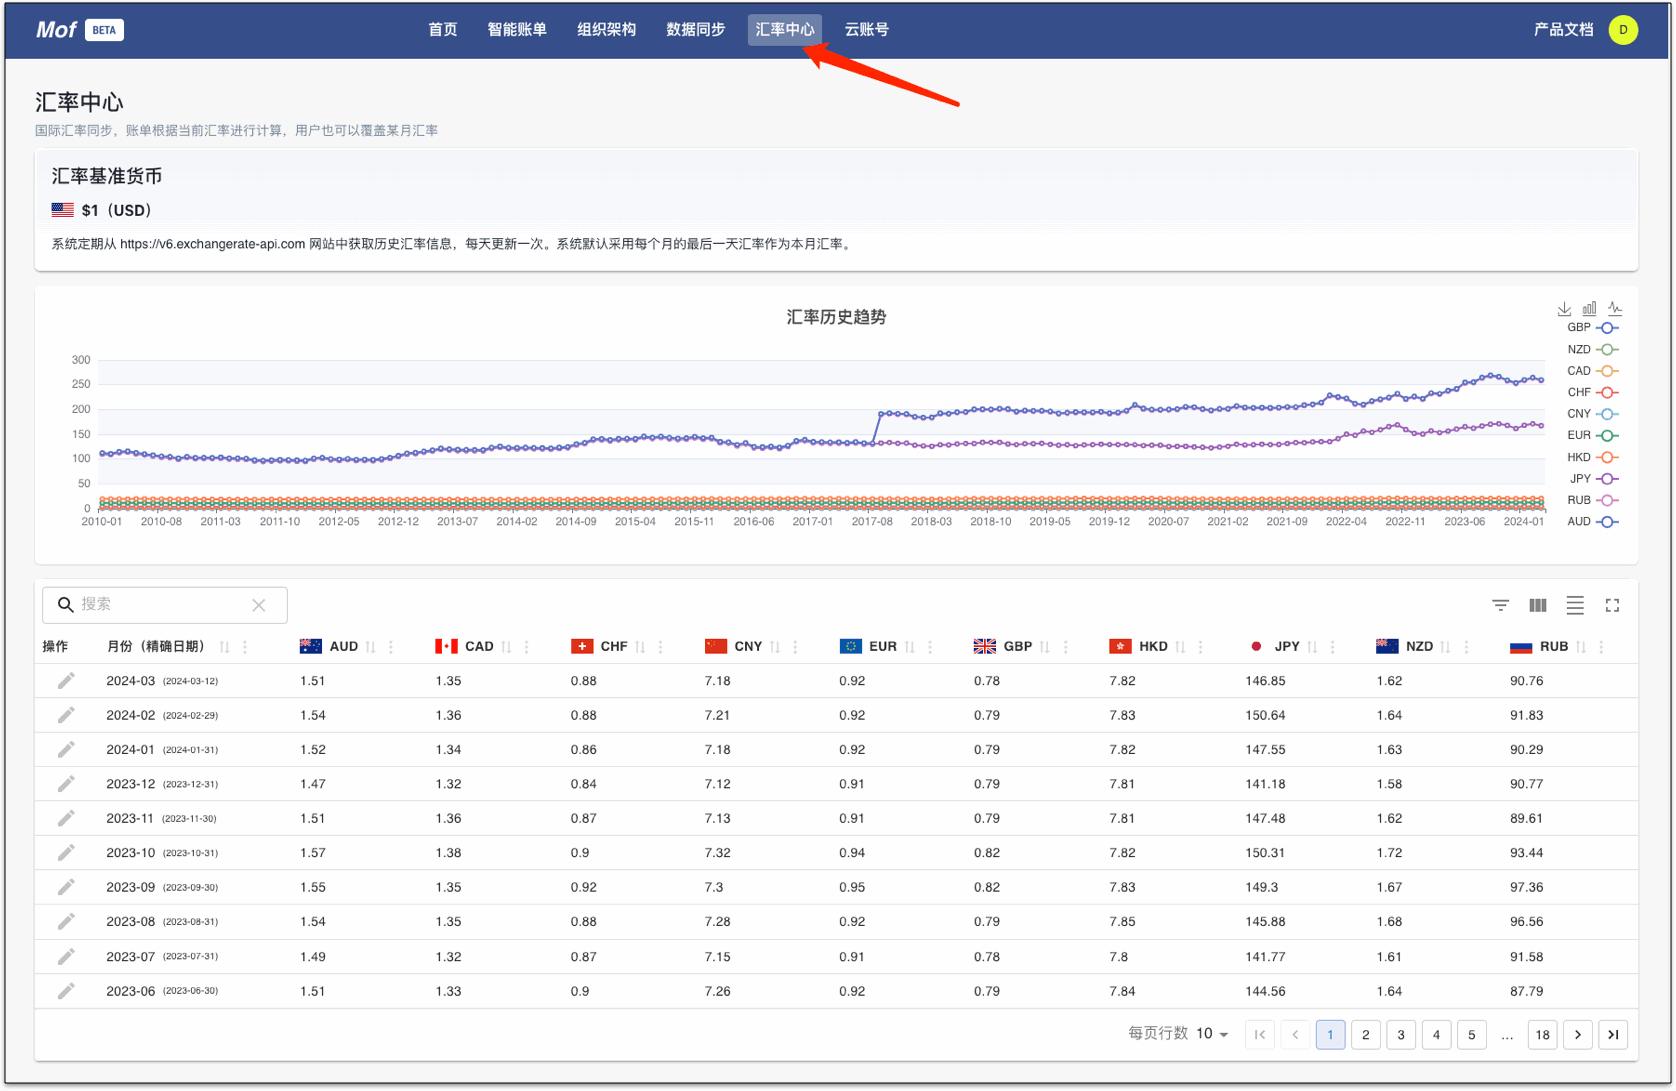 Mof BETA 首页 智能账单 组织架构 数据同步 汇率中心 云账号 产品文档 D
汇率中心
国际汇率同步，账单根据当前汇率进行计算，用户也可以覆盖某月汇率
汇率基准货币
$1（USD）
系统定期从 https://v6.exchangerate-api.com 网站中获取历史汇率信息，每天更新一次。系统默认采用每个月的最后一天汇率作为本月汇率。
汇率历史趋势
GBP
NZD
CAD
CHF
CNY
EUR
HKD
JPY
RUB
AUD
300
250
200
150
100
50
0
2010-01 2010-08 2011-03 2011-10 2012-05 2012-12 2013-07 2014-02 2014-09 2015-04 2015-11 2016-06 2017-01 2017-08 2018-03 2018-10 2019-05 2019-12 2020-07 2021-02 2021-09 2022-04 2022-11 2023-06 2024-01
搜索
操作 月份（精确日期） AUD CAD CHF CNY EUR GBP HKD JPY NZD RUB
2024-03 (2024-03-12) 1.51 1.35 0.88 7.18 0.92 0.78 7.82 146.85 1.62 90.76
2024-02 (2024-02-29) 1.54 1.36 0.88 7.21 0.92 0.79 7.83 150.64 1.64 91.83
2024-01 (2024-01-31) 1.52 1.34 0.86 7.18 0.92 0.79 7.82 147.55 1.63 90.29
2023-12 (2023-12-31) 1.47 1.32 0.84 7.12 0.91 0.79 7.81 141.18 1.58 90.77
2023-11 (2023-11-30) 1.51 1.36 0.87 7.13 0.91 0.79 7.81 147.48 1.62 89.61
2023-10 (2023-10-31) 1.57 1.38 0.9 7.32 0.94 0.82 7.82 150.31 1.72 93.44
2023-09 (2023-09-30) 1.55 1.35 0.92 7.3 0.95 0.82 7.83 149.3 1.67 97.36
2023-08 (2023-08-31) 1.54 1.35 0.88 7.28 0.92 0.79 7.85 145.88 1.68 96.56
2023-07 (2023-07-31) 1.49 1.32 0.87 7.15 0.91 0.78 7.8 141.77 1.61 91.58
2023-06 (2023-06-30) 1.51 1.33 0.9 7.26 0.92 0.79 7.84 144.56 1.64 87.79
每页行数 10 1 2 3 4 5 ... 18